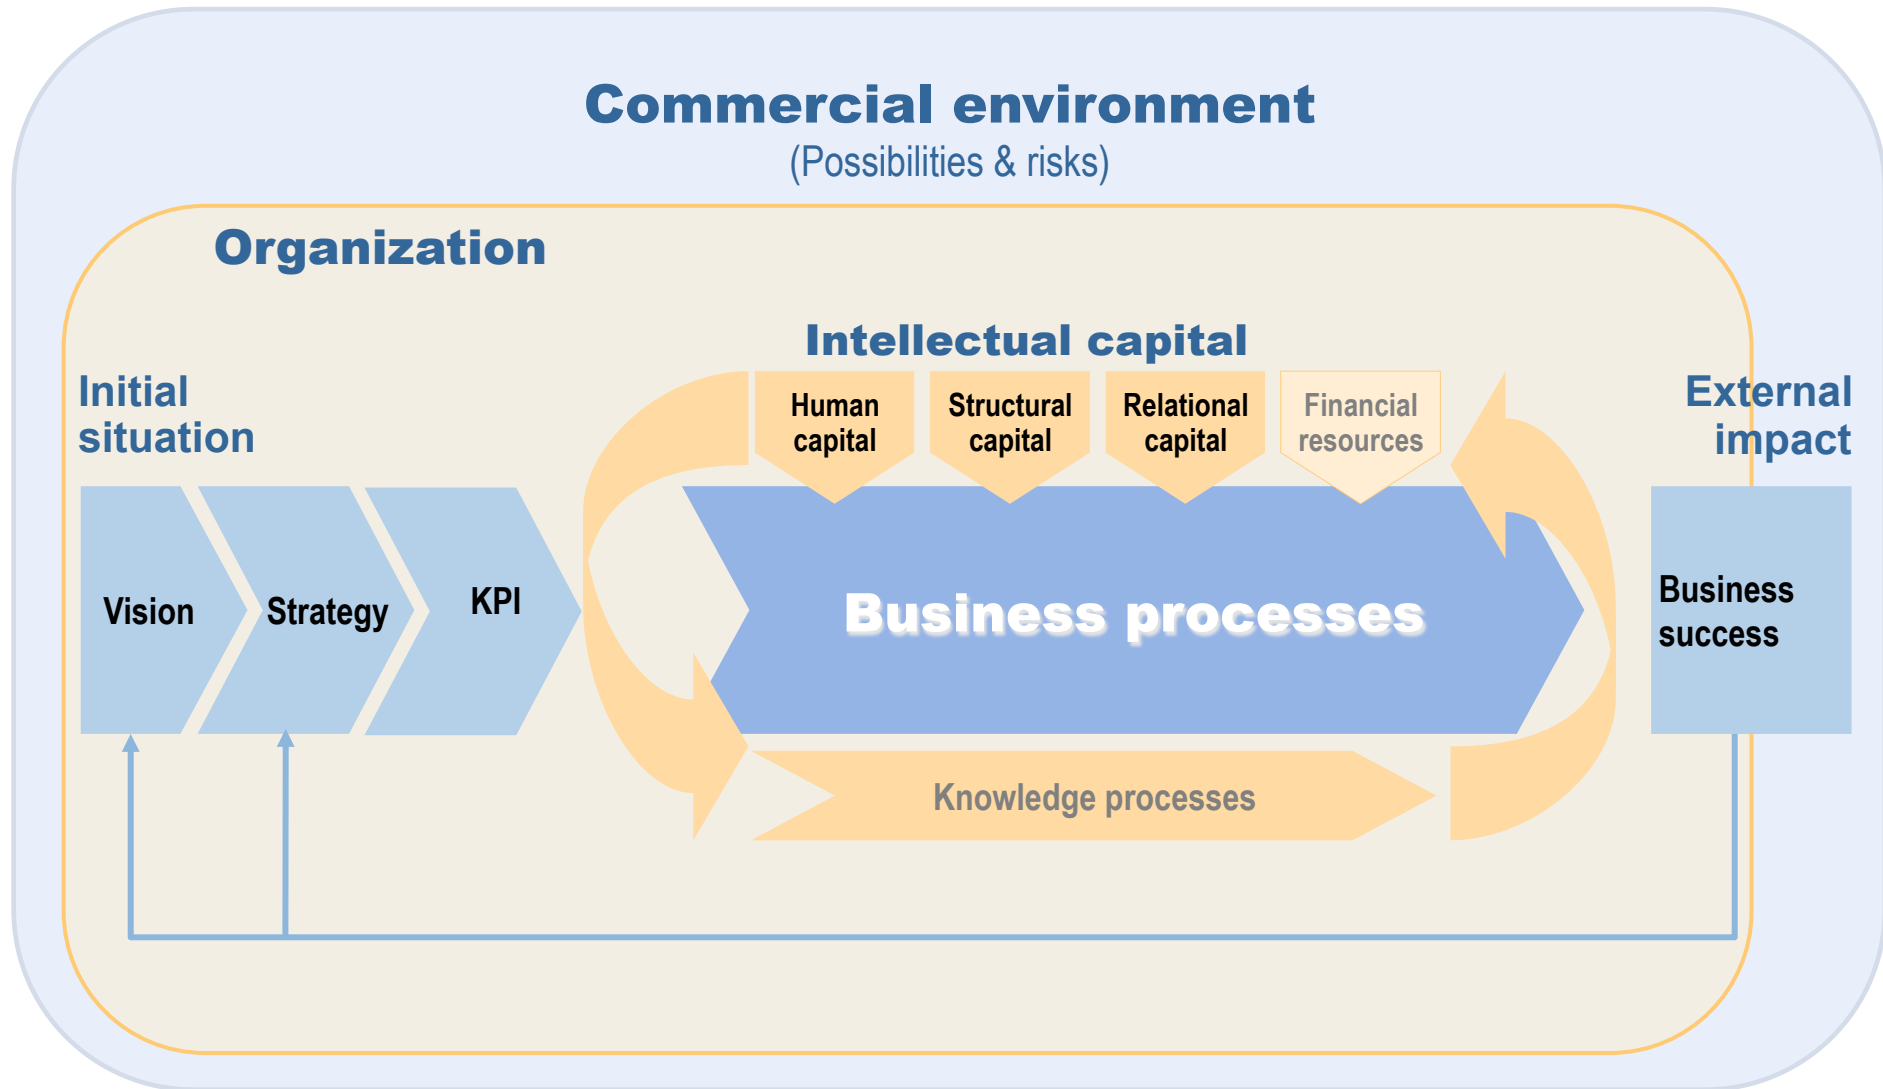 Commercial environment
(Possibilities & risks)
Organization
Intellectual capital
Initial
situation
Human
capital
Structural
capital
Relational
capital
Financial
resources
External
impact
Vision
Strategy
KPI
Business processes
Business
success
Knowledge processes